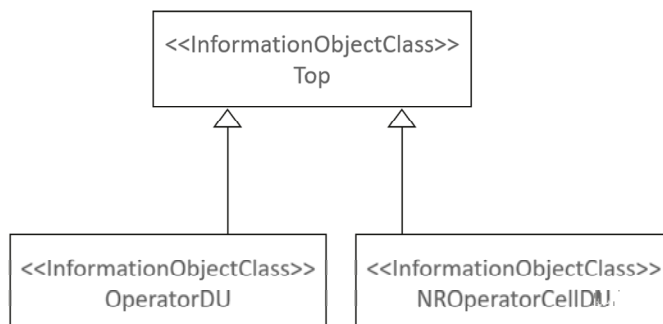 <<InformationObjectClass>>
Top
<<InformationObjectClass>>
OperatorDU
<<InformationObjectClass>>
NROperatorCellDU